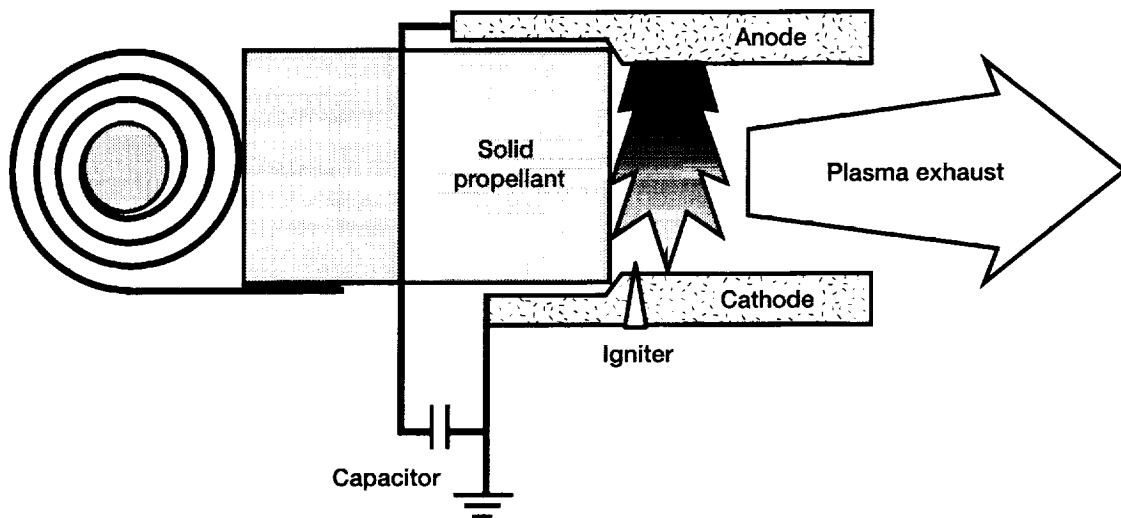 Anode
Solid
propellant
Plasma exhaust
Cathode
Igniter
Capacitor